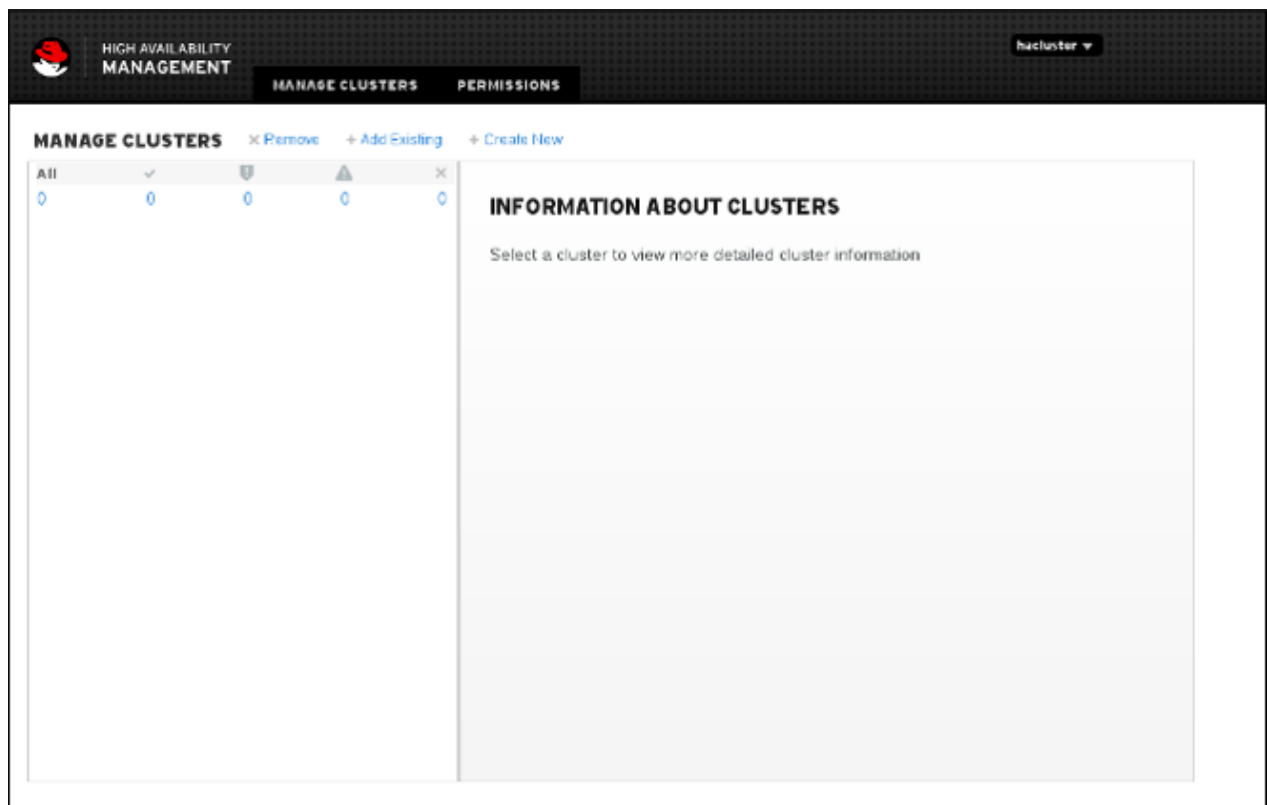 HIGH AVAILABILITY
MANAGEMENT
hacluster
MANAGE CLUSTERS PERMISSIONS
MANAGE CLUSTERS × Remove + Add Existing + Create New
All
0 0 0 0 0
INFORMATION ABOUT CLUSTERS
Select a cluster to view more detailed cluster information